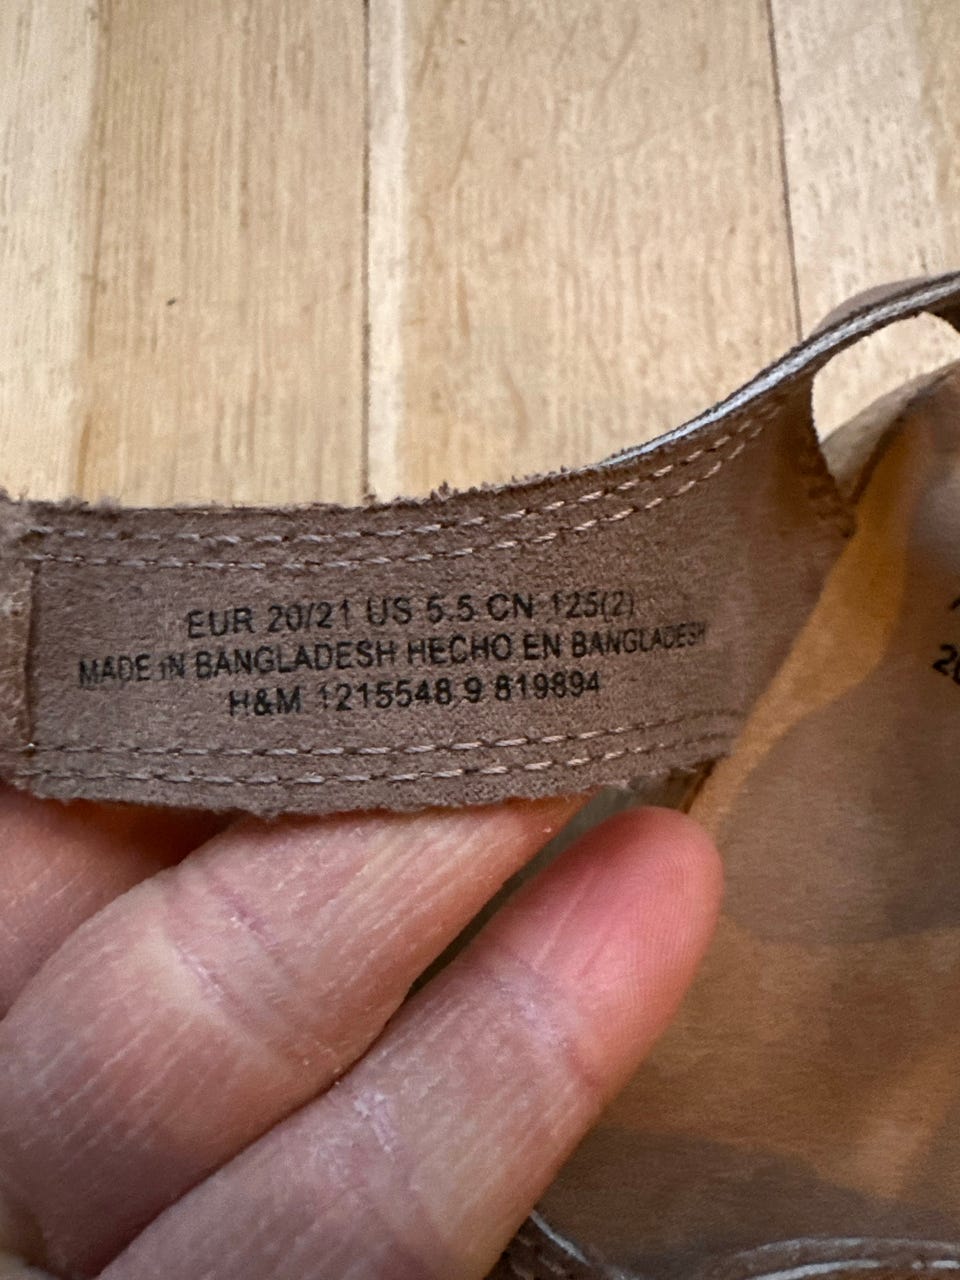 EUR 20/21 US 5.5 CN 125(2)
MADE IN BANGLADESH HECHO EN BANGLADESH
H&M 1215548 9 819894